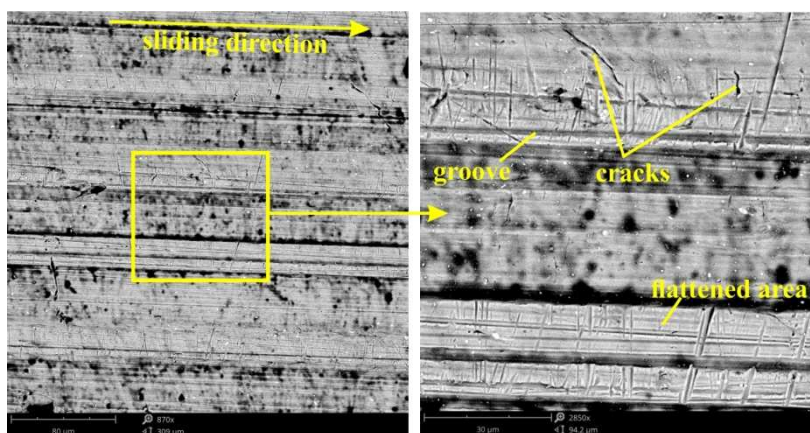 sliding direction
groove
cracks
flattened area
80 µm
870x
309 µm
30 µm
2850x
94.2 µm